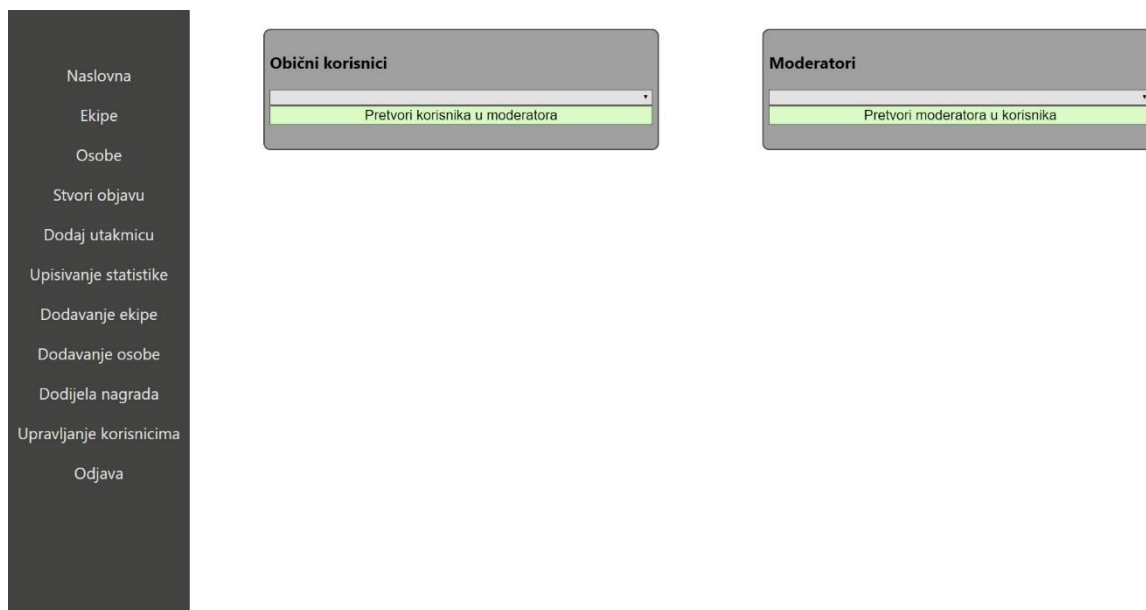 Naslovna
Ekipe
Osobe
Stvori objavu
Dodaj utakmicu
Upisivanje statistike
Dodavanje ekipe
Dodavanje osobe
Dodijela nagrada
Upravljanje korisnicima
Odjava
Obični korisnici
Pretvori korisnika u moderatora
Moderatori
Pretvori moderatora u korisnika